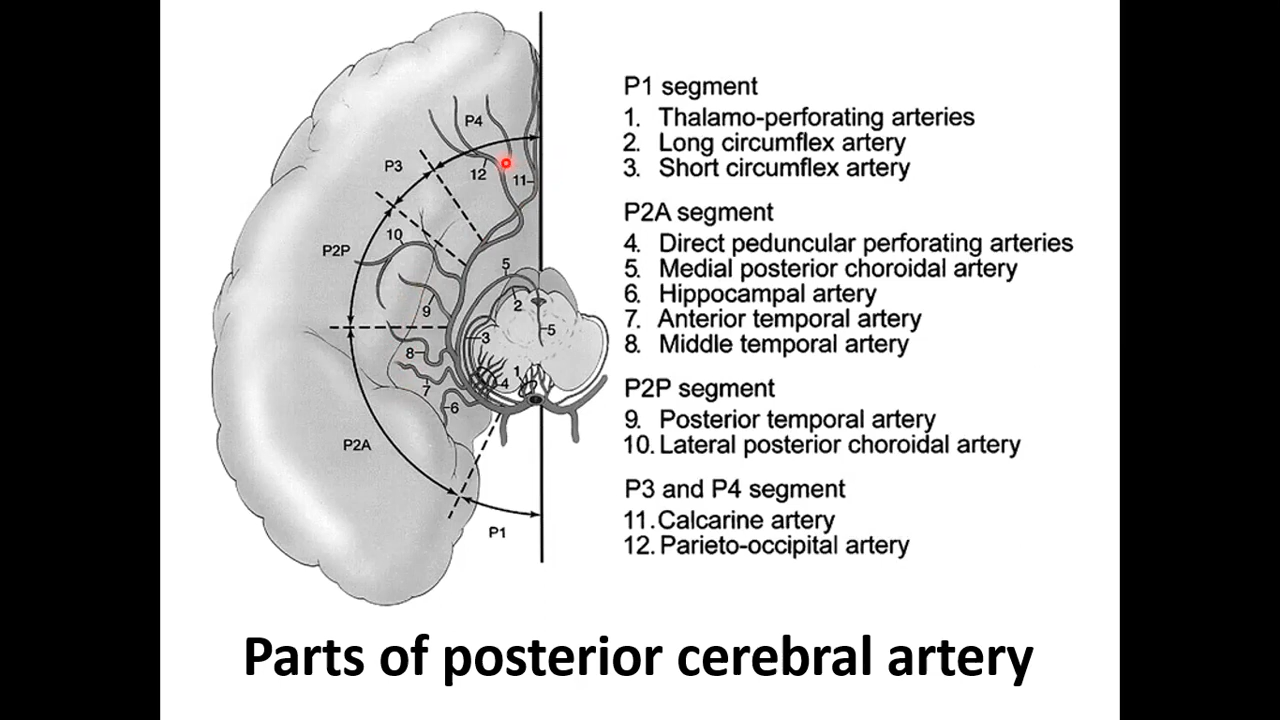 P4
P3
12
11
10
P2P
5
2
9
5
3
8
1
4
7
6
P2A
P1
P1 segment
1. Thalamo-perforating arteries
2. Long circumflex artery
3. Short circumflex artery
P2A segment
4. Direct peduncular perforating arteries
5. Medial posterior choroidal artery
6. Hippocampal artery
7. Anterior temporal artery
8. Middle temporal artery
P2P segment
9. Posterior temporal artery
10. Lateral posterior choroidal artery
P3 and P4 segment
11. Calcarine artery
12. Parieto-occipital artery
Parts of posterior cerebral artery